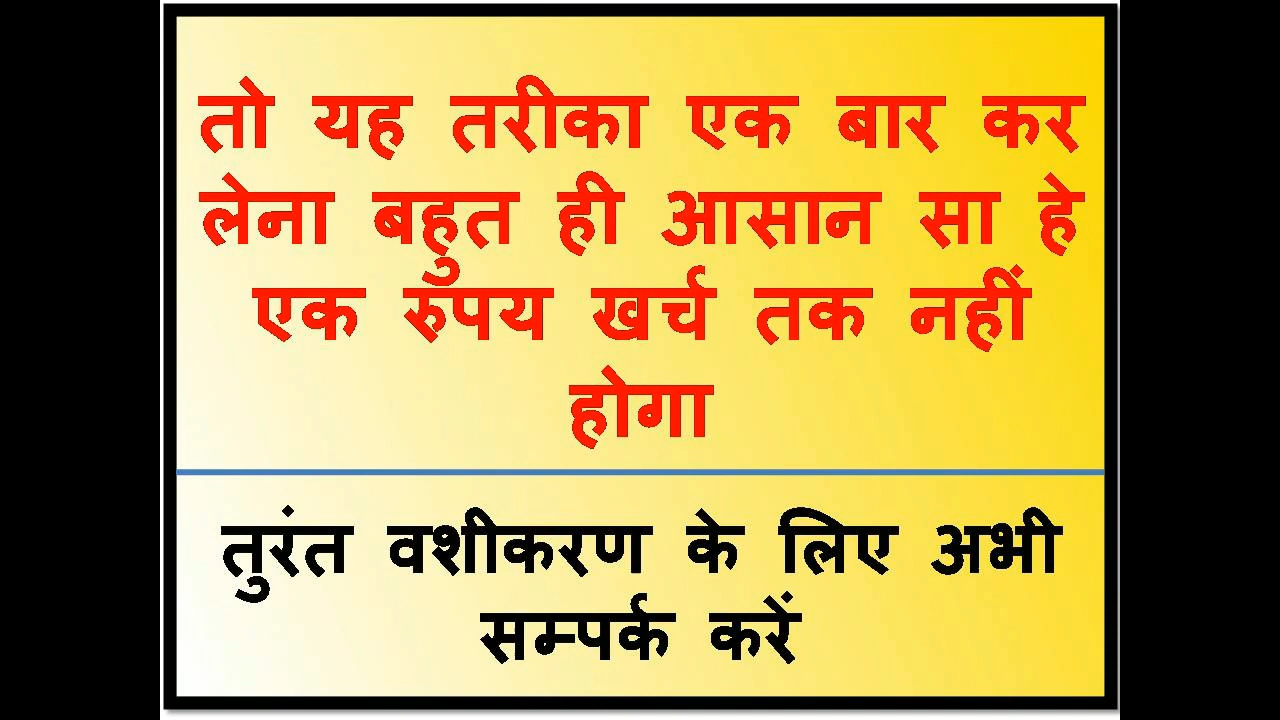 तो यह तरीका एक बार कर
लेना बहुत ही आसान सा हे
एक रुपय खर्च तक नहीं
होगा
तुरंत वशीकरण के लिए अभी
सम्पर्क करें